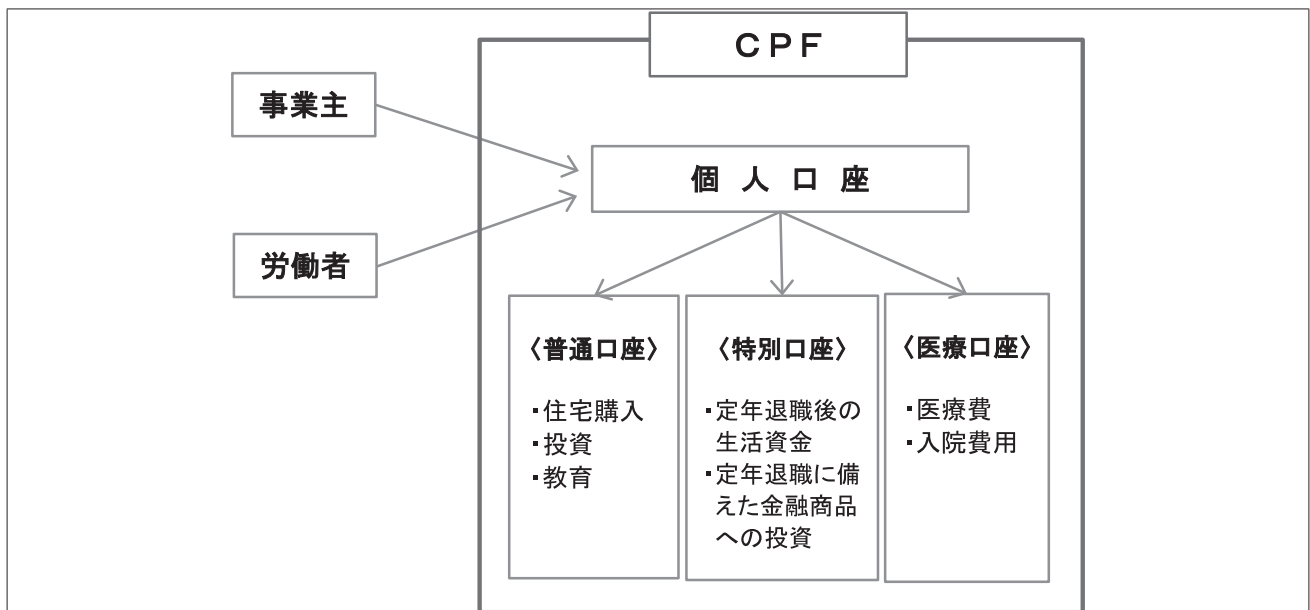 CPF
事業主
個人口座
労働者
〈普通口座〉
・住宅購入
・投資
・教育
〈特別口座〉
・定年退職後の
生活資金
・定年退職に備
えた金融商品
への投資
〈医療口座〉
・医療費
・入院費用